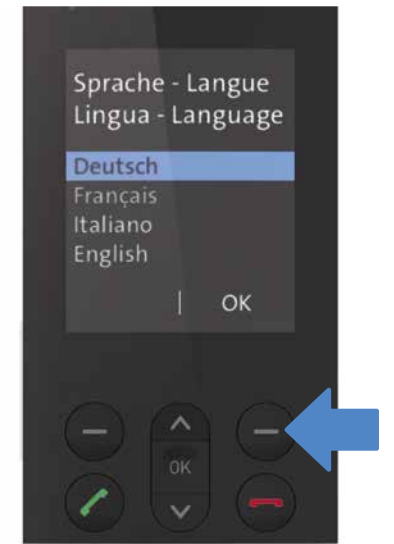 Sprache - Langue
Lingua - Language
Deutsch
Français
Italiano
English
| OK
OK